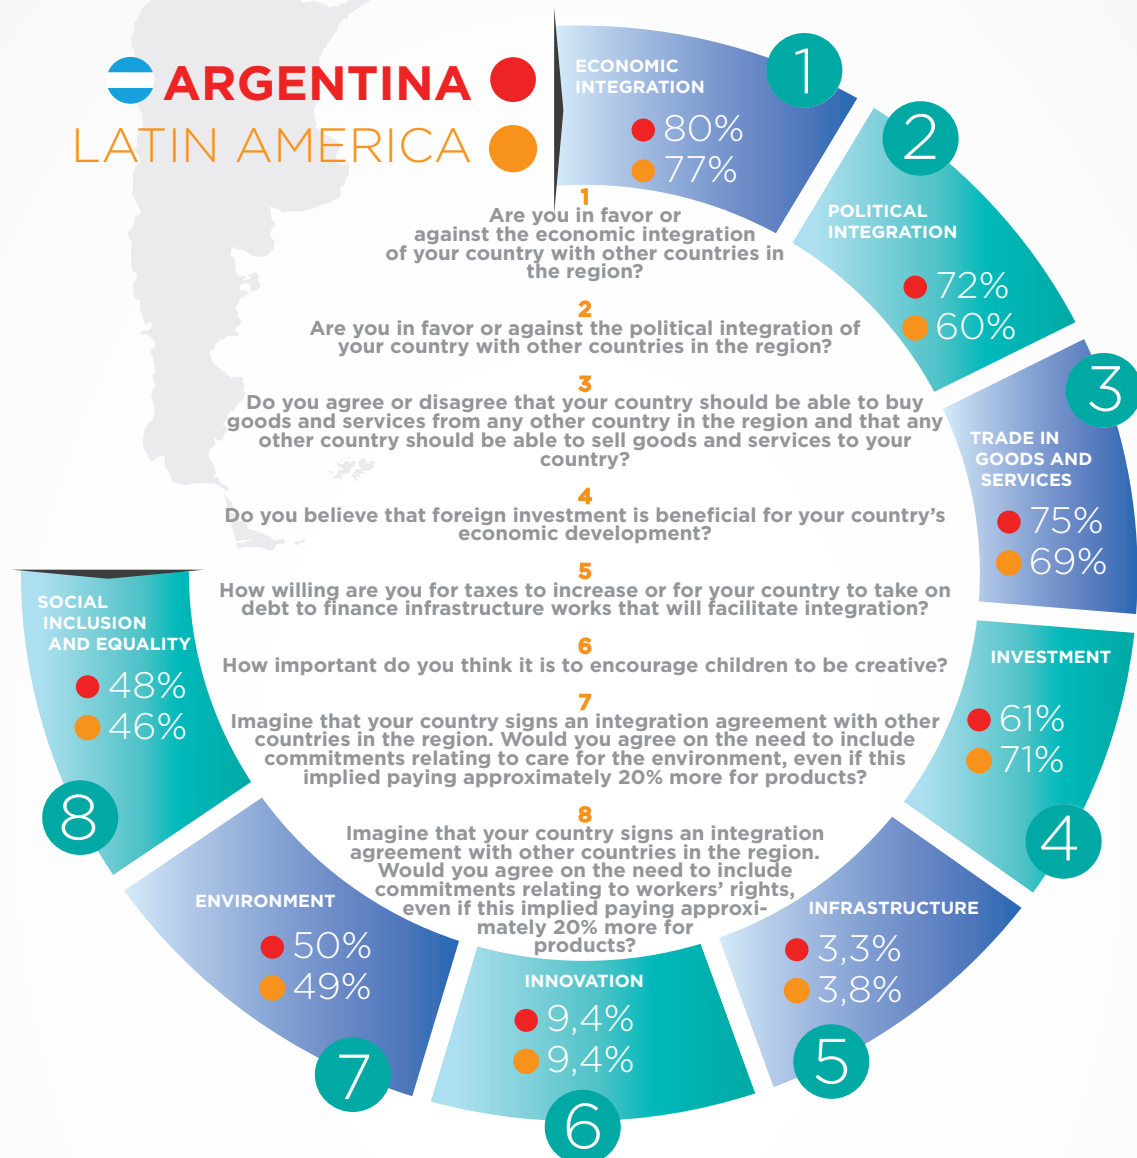 ARGENTINA
LATIN AMERICA
1
ECONOMIC
INTEGRATION
80%
77%
2
POLITICAL
INTEGRATION
72%
60%
3
TRADE IN
GOODS AND
SERVICES
75%
69%
4
INVESTMENT
61%
71%
5
INFRASTRUCTURE
3,3%
3,8%
6
INNOVATION
9,4%
9,4%
7
ENVIRONMENT
50%
49%
8
SOCIAL
INCLUSION
AND EQUALITY
48%
46%
1
Are you in favor or
against the economic integration
of your country with other countries in
the region?
2
Are you in favor or against the political integration of
your country with other countries in the region?
3
Do you agree or disagree that your country should be able to buy
goods and services from any other country in the region and that any
other country should be able to sell goods and services to your
country?
4
Do you believe that foreign investment is beneficial for your country's
economic development?
5
How willing are you for taxes to increase or for your country to take on
debt to finance infrastructure works that will facilitate integration?
6
How important do you think it is to encourage children to be creative?
7
Imagine that your country signs an integration agreement with other
countries in the region. Would you agree on the need to include
commitments relating to care for the environment, even if this
implied paying approximately 20% more for products?
8
Imagine that your country signs an integration
agreement with other countries in the region.
Would you agree on the need to include
commitments relating to workers' rights,
even if this implied paying approxi-
mately 20% more for
products?